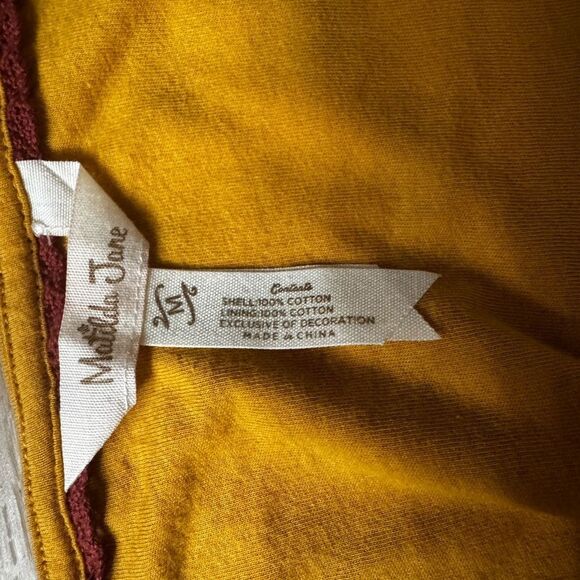 Matilda Jane
M
Contents
SHELL:100% COTTON
LINING:100% COTTON
EXCLUSIVE OF DECORATION
MADE in CHINA